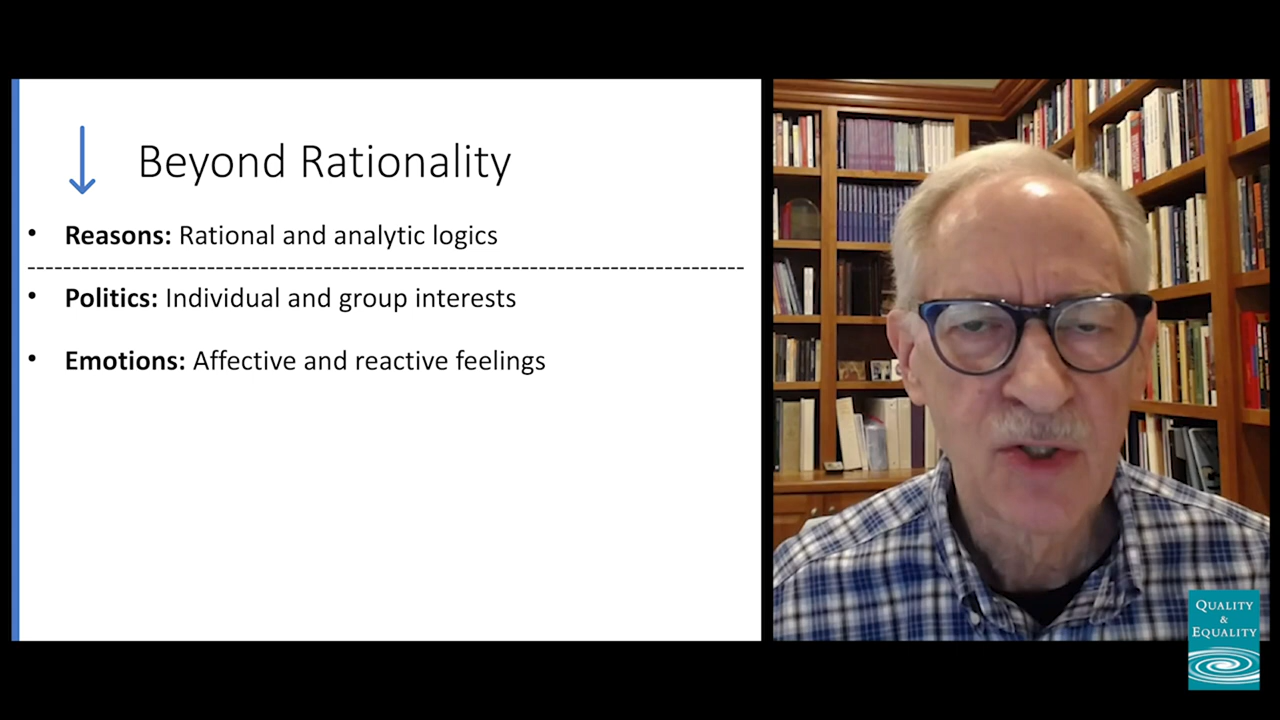 Beyond Rationality
• Reasons: Rational and analytic logics
• Politics: Individual and group interests
• Emotions: Affective and reactive feelings
QUALITY
&
EQUALITY